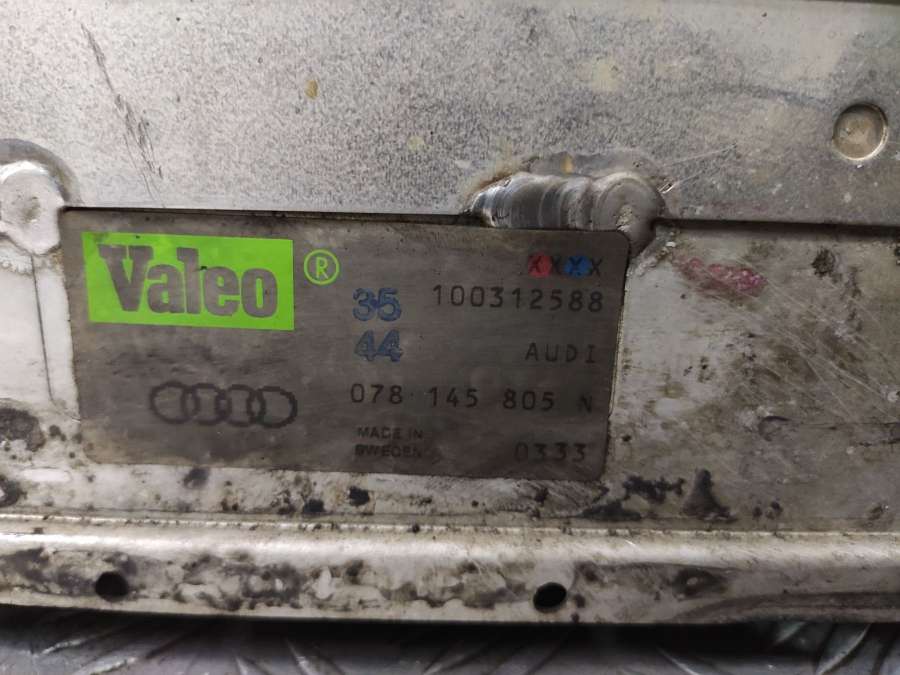 Valeo ®
XXXX
35 100312588
44 AUDI
078 145 805 N
MADE IN
SWEDEN 0333